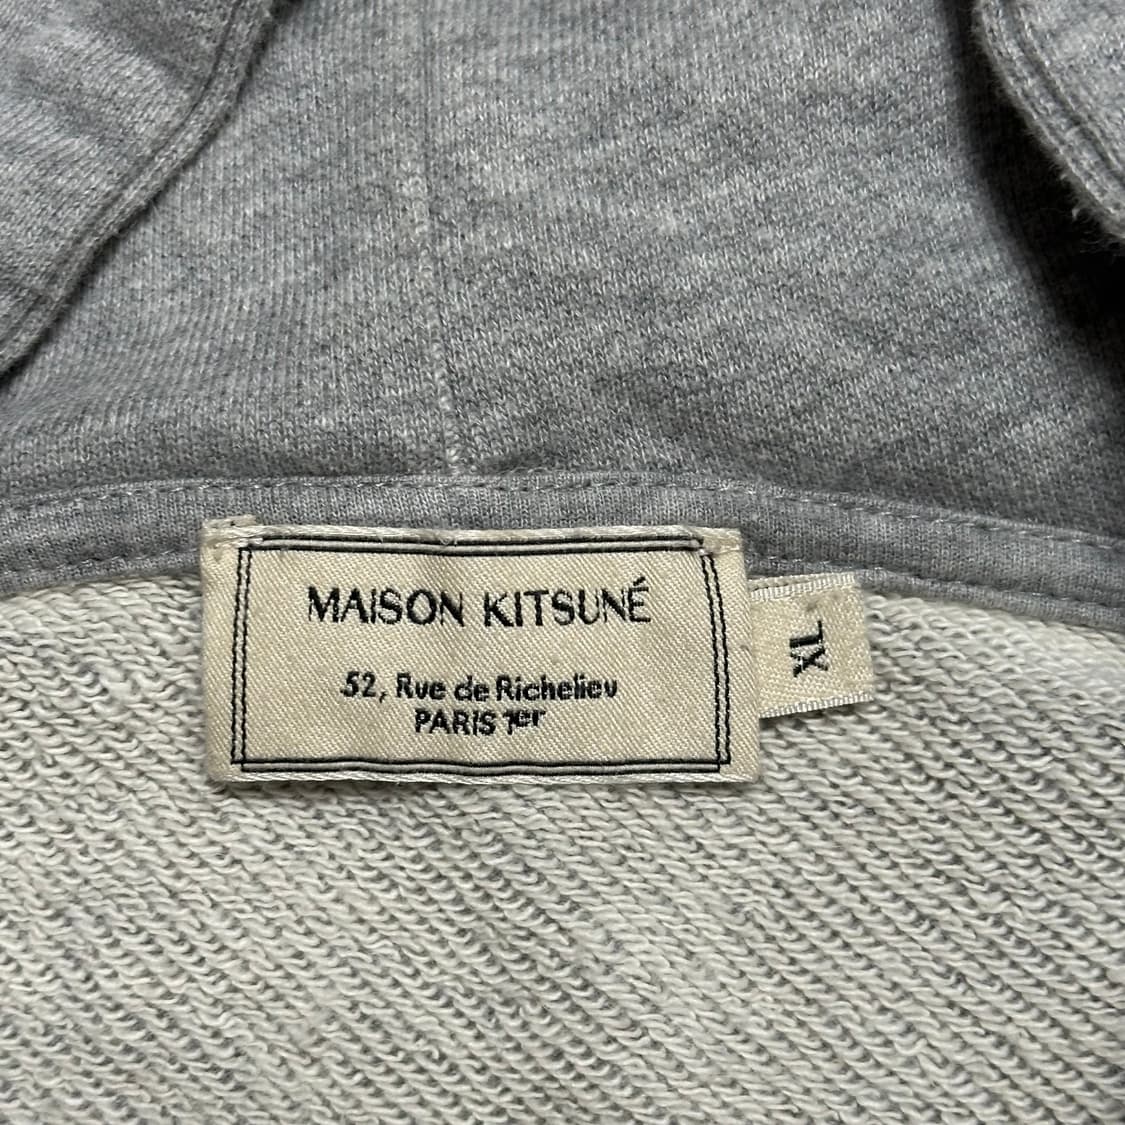 MAISON KITSUNÉ
52, Rue de Richelieu
PARIS 1er
XL